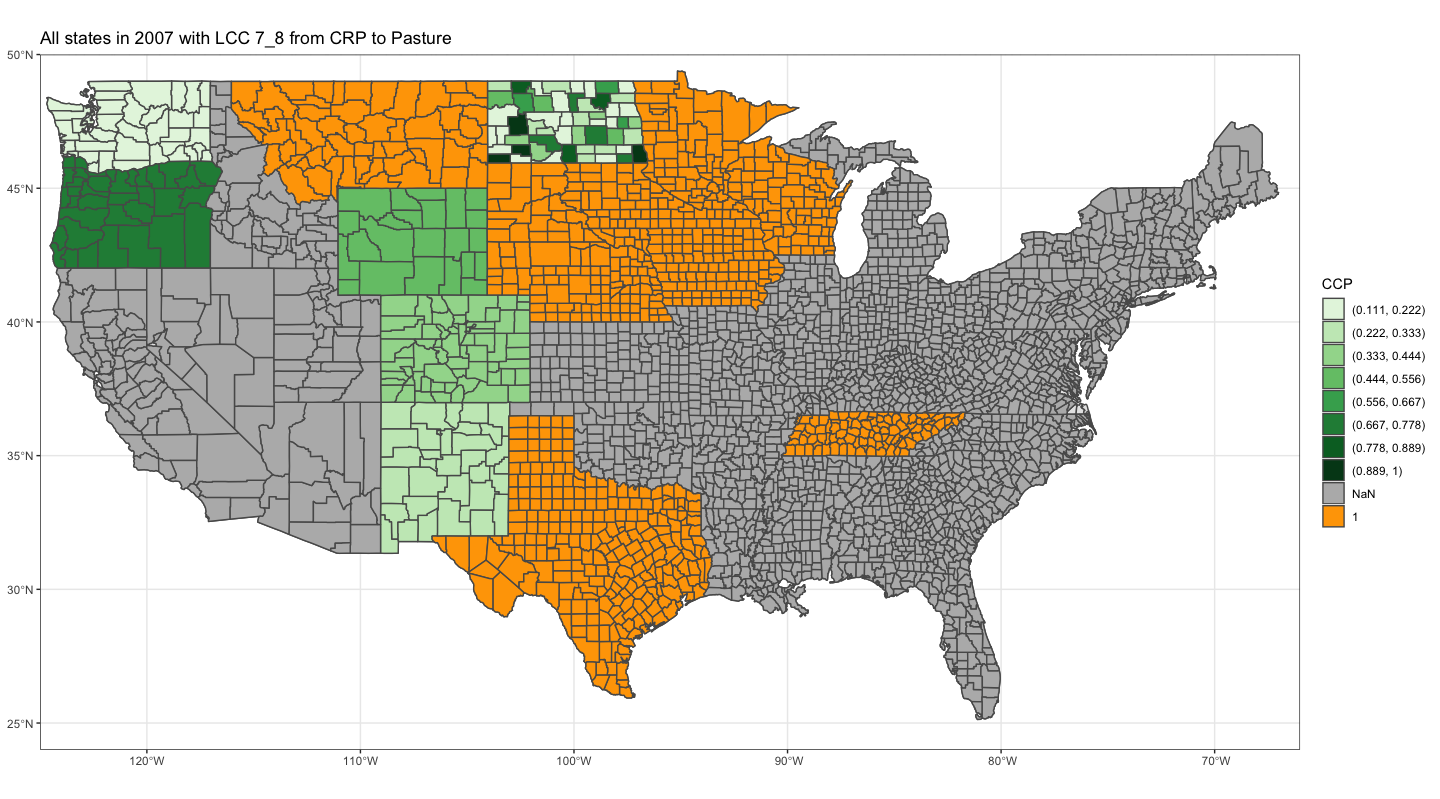 All states in 2007 with LCC 7_8 from CRP to Pasture
50°N
45°N
40°N
35°N
30°N
25°N
120°W
110°W
100°W
90°W
80°W
70°W
CCP
(0.111, 0.222)
(0.222, 0.333)
(0.333, 0.444)
(0.444, 0.556)
(0.556, 0.667)
(0.667, 0.778)
(0.778, 0.889)
(0.889, 1)
NaN
1